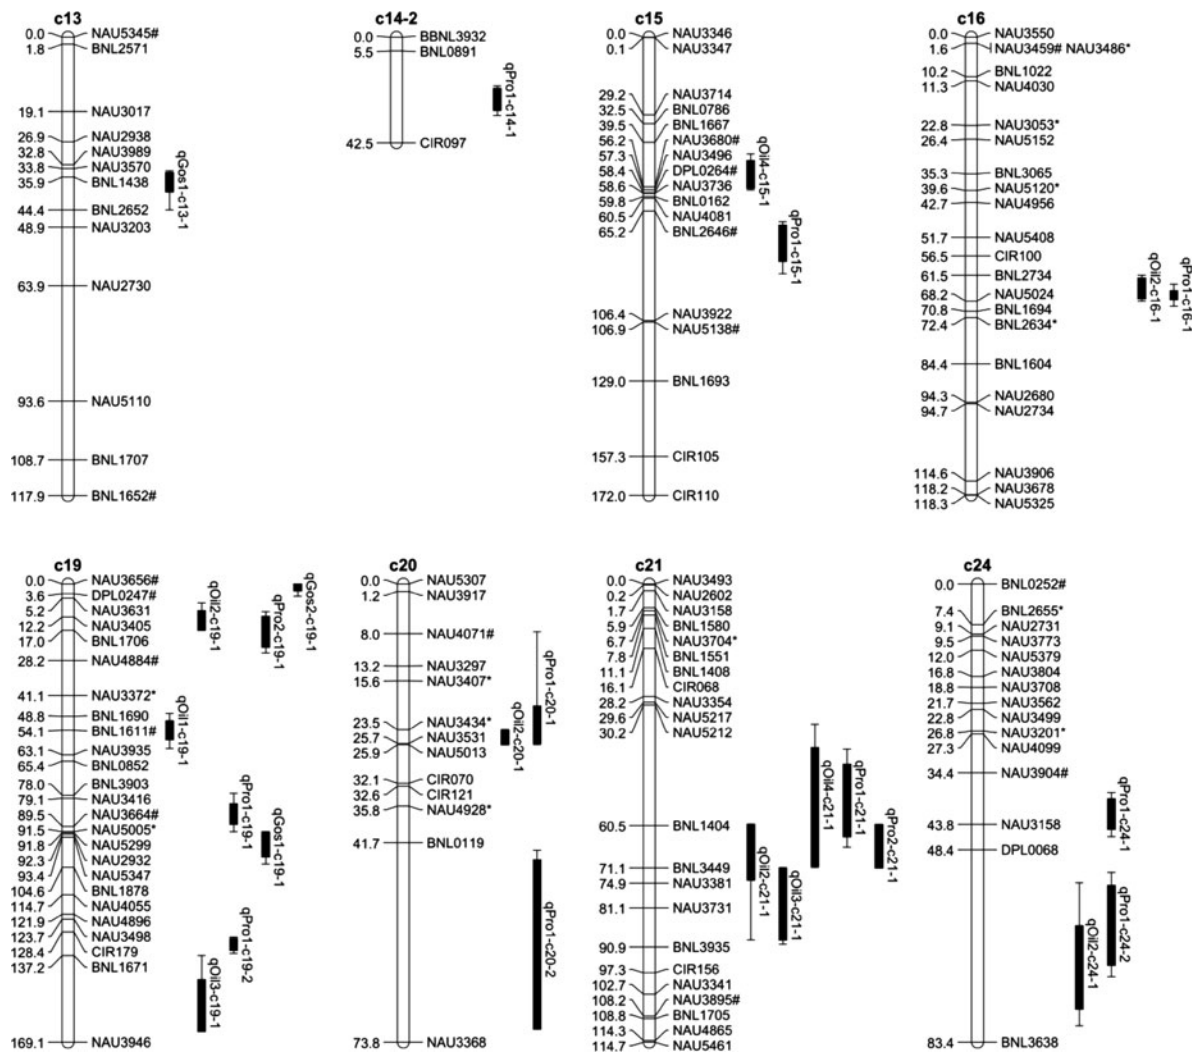 c13
0.0 NAU5345#
1.8 BNL2571
19.1 NAU3017
26.9 NAU2938
32.8 NAU3989
33.8 NAU3570
35.9 BNL1438
44.4 BNL2652
48.9 NAU3203
63.9 NAU2730
93.6 NAU5110
108.7 BNL1707
117.9 BNL1652#
qGos1-c13-1
c14-2
0.0 BBNL3932
5.5 BNL0891
42.5 CIR097
qPro1-c14-1
c15
0.0 NAU3346
0.1 NAU3347
29.2 NAU3714
32.5 BNL0786
39.5 BNL1667
56.2 NAU3680#
57.3 NAU3496
58.4 DPL0264#
58.6 NAU3736
59.8 BNL0162
60.5 NAU4081
65.2 BNL2646#
106.4 NAU3922
106.9 NAU5138#
129.0 BNL1693
157.3 CIR105
172.0 CIR110
qOil4-c15-1
qPro1-c15-1
c16
0.0 NAU3550
1.6 NAU3459# NAU3486*
10.2 BNL1022
11.3 NAU4030
22.8 NAU3053*
26.4 NAU5152
35.3 BNL3065
39.6 NAU5120*
42.7 NAU4956
51.7 NAU5408
56.5 CIR100
61.5 BNL2734
68.2 NAU5024
70.8 BNL1694
72.4 BNL2634*
84.4 BNL1604
94.3 NAU2680
94.7 NAU2734
114.6 NAU3906
118.2 NAU3678
118.3 NAU5325
qOil2-c16-1
qPro1-c16-1
c19
0.0 NAU3656#
3.6 DPL0247#
5.2 NAU3631
12.2 NAU3405
17.0 BNL1706
28.2 NAU4884#
41.1 NAU3372*
48.8 BNL1690
54.1 BNL1611#
63.1 NAU3935
65.4 BNL0852
78.0 BNL3903
79.1 NAU3416
89.5 NAU3664#
91.5 NAU5005*
91.8 NAU5299
92.3 NAU2932
93.4 NAU5347
104.6 BNL1878
114.7 NAU4055
121.9 NAU4896
123.7 NAU3498
128.4 CIR179
137.2 BNL1671
169.1 NAU3946
qOil2-c19-1
qPro2-c19-1
qGos2-c19-1
qOil1-c19-1
qPro1-c19-1
qGos1-c19-1
qPro1-c19-2
qOil3-c19-1
c20
0.0 NAU5307
1.2 NAU3917
8.0 NAU4071#
13.2 NAU3297
15.6 NAU3407*
23.5 NAU3434*
25.7 NAU3531
25.9 NAU5013
32.1 CIR070
32.6 CIR121
35.8 NAU4928*
41.7 BNL0119
73.8 NAU3368
qOil2-c20-1
qPro1-c20-1
qPro1-c20-2
c21
0.0 NAU3493
0.2 NAU2602
1.7 NAU3158
5.9 BNL1580
6.7 NAU3704*
7.8 BNL1551
11.1 BNL1408
16.1 CIR068
28.2 NAU3354
29.6 NAU5217
30.2 NAU5212
60.5 BNL1404
71.1 BNL3449
74.9 NAU3381
81.1 NAU3731
90.9 BNL3935
97.3 CIR156
102.7 NAU3341
108.2 NAU3895#
108.8 BNL1705
114.3 NAU4865
114.7 NAU5461
qOil2-c21-1
qOil3-c21-1
qOil4-c21-1
qPro1-c21-1
qPro2-c21-1
c24
0.0 BNL0252#
7.4 BNL2655*
9.1 NAU2731
9.5 NAU3773
12.0 NAU5379
16.8 NAU3804
18.8 NAU3708
21.7 NAU3562
22.8 NAU3499
26.8 NAU3201*
27.3 NAU4099
34.4 NAU3904#
43.8 NAU3158
48.4 DPL0068
83.4 BNL3638
qPro1-c24-1
qOil2-c24-1
qPro1-c24-2